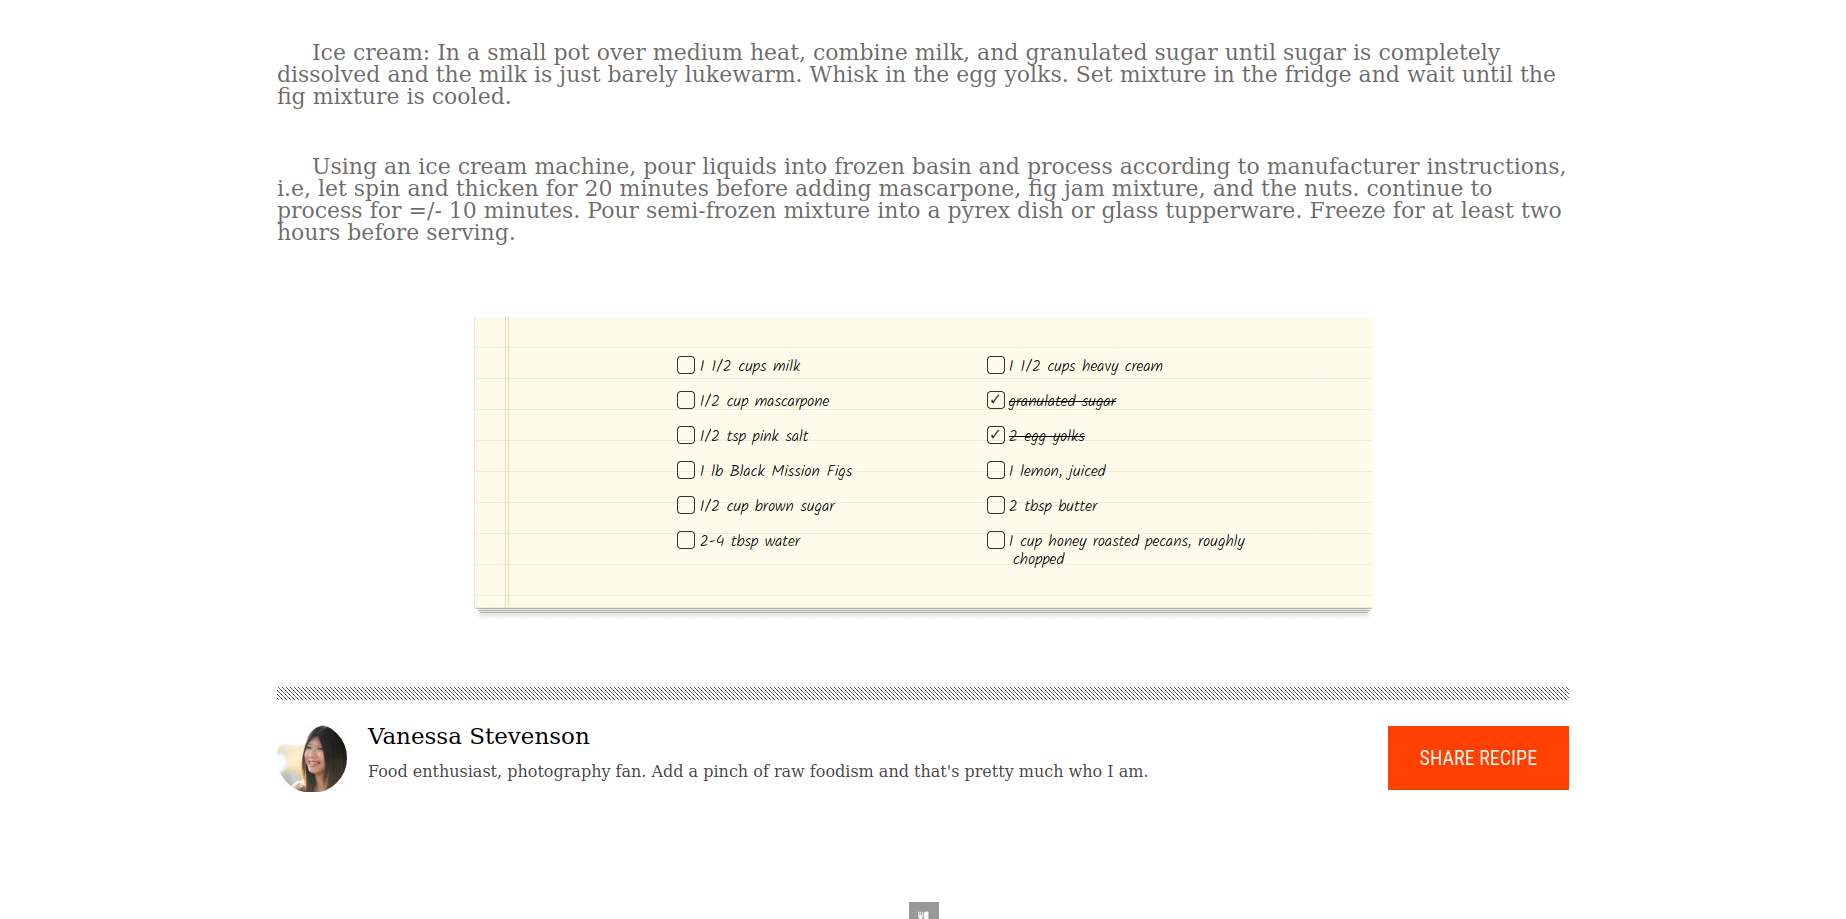 Ice cream: In a small pot over medium heat, combine milk, and granulated sugar until sugar is completely
dissolved and the milk is just barely lukewarm. Whisk in the egg yolks. Set mixture in the fridge and wait until the
fig mixture is cooled.
Using an ice cream machine, pour liquids into frozen basin and process according to manufacturer instructions,
i.e, let spin and thicken for 20 minutes before adding mascarpone, fig jam mixture, and the nuts. continue to
process for =/- 10 minutes. Pour semi-frozen mixture into a pyrex dish or glass tupperware. Freeze for at least two
hours before serving.
1 1/2 cups milk
1/2 cup mascarpone
1/2 tsp pink salt
1 lb Black Mission Figs
1/2 cup brown sugar
2-4 tbsp water
1 1/2 cups heavy cream
granulated sugar
2 egg yolks
1 lemon, juiced
2 tbsp butter
1 cup honey roasted pecans, roughly
chopped
Vanessa Stevenson
Food enthusiast, photography fan. Add a pinch of raw foodism and that's pretty much who I am.
SHARE RECIPE